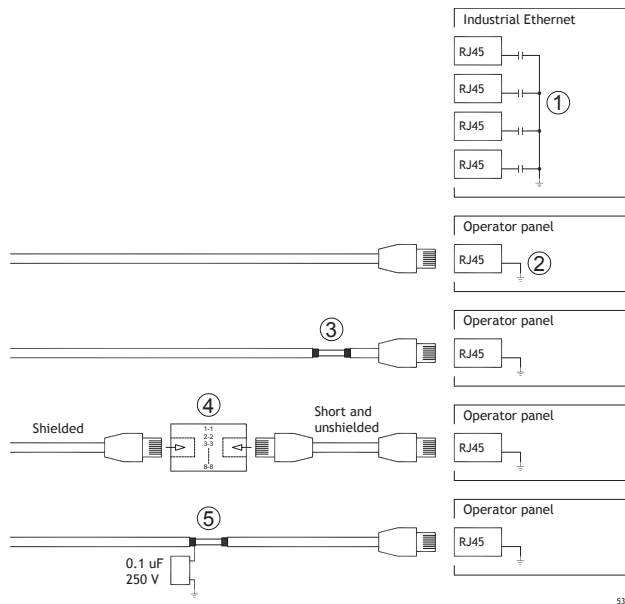 Industrial Ethernet
RJ45
RJ45
1
RJ45
RJ45
Operator panel
RJ45
2
3
Operator panel
RJ45
4
Shielded
1-1
2-2
3-3
8-8
Short and
unshielded
Operator panel
RJ45
5
0.1 uF
250 V
Operator panel
RJ45
53